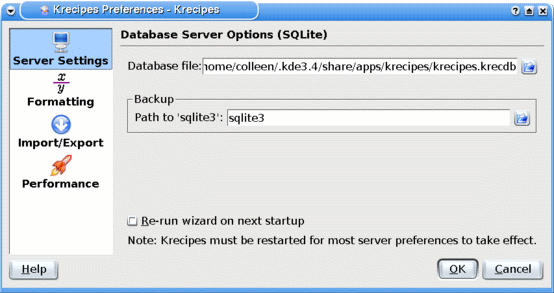 Krecipes Preferences - Krecipes
Server Settings
Formatting
Import/Export
Performance
Database Server Options (SQLite)
Database file: home/colleen/.kde3.4/share/apps/krecipes/krecipes.krecdb
Backup
Path to 'sqlite3': sqlite3
Re-run wizard on next startup
Note: Krecipes must be restarted for most server preferences to take effect.
Help
OK
Cancel